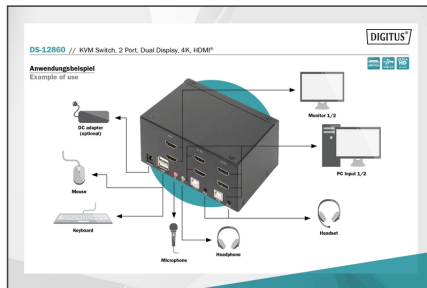 DIGITUS®
DS-12860 // KVM Switch, 2 Port, Dual Display, 4K, HDMI®
Anwendungsbeispiel
Example of use
DC adapter
(optional)
Monitor 1/2
PC Input 1/2
Mouse
Keyboard
Microphone
Headphone
Headset